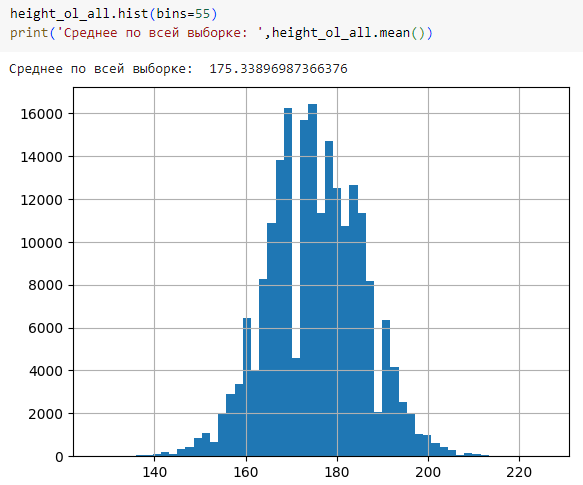 height_ol_all.hist(bins=55)
print('Среднее по всей выборке: ',height_ol_all.mean())
Среднее по всей выборке:  175.33896987366376
16000
14000
12000
10000
8000
6000
4000
2000
0
140 160 180 200 220